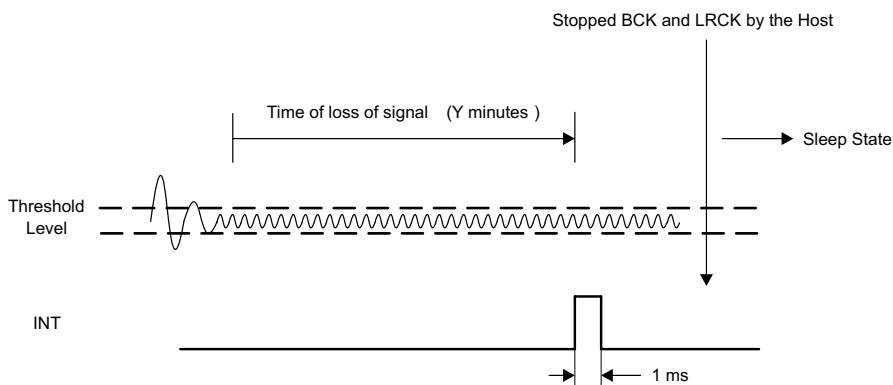 Stopped BCK and LRCK by the Host
Time of loss of signal (Y minutes )
Sleep State
Threshold
Level
INT
1 ms